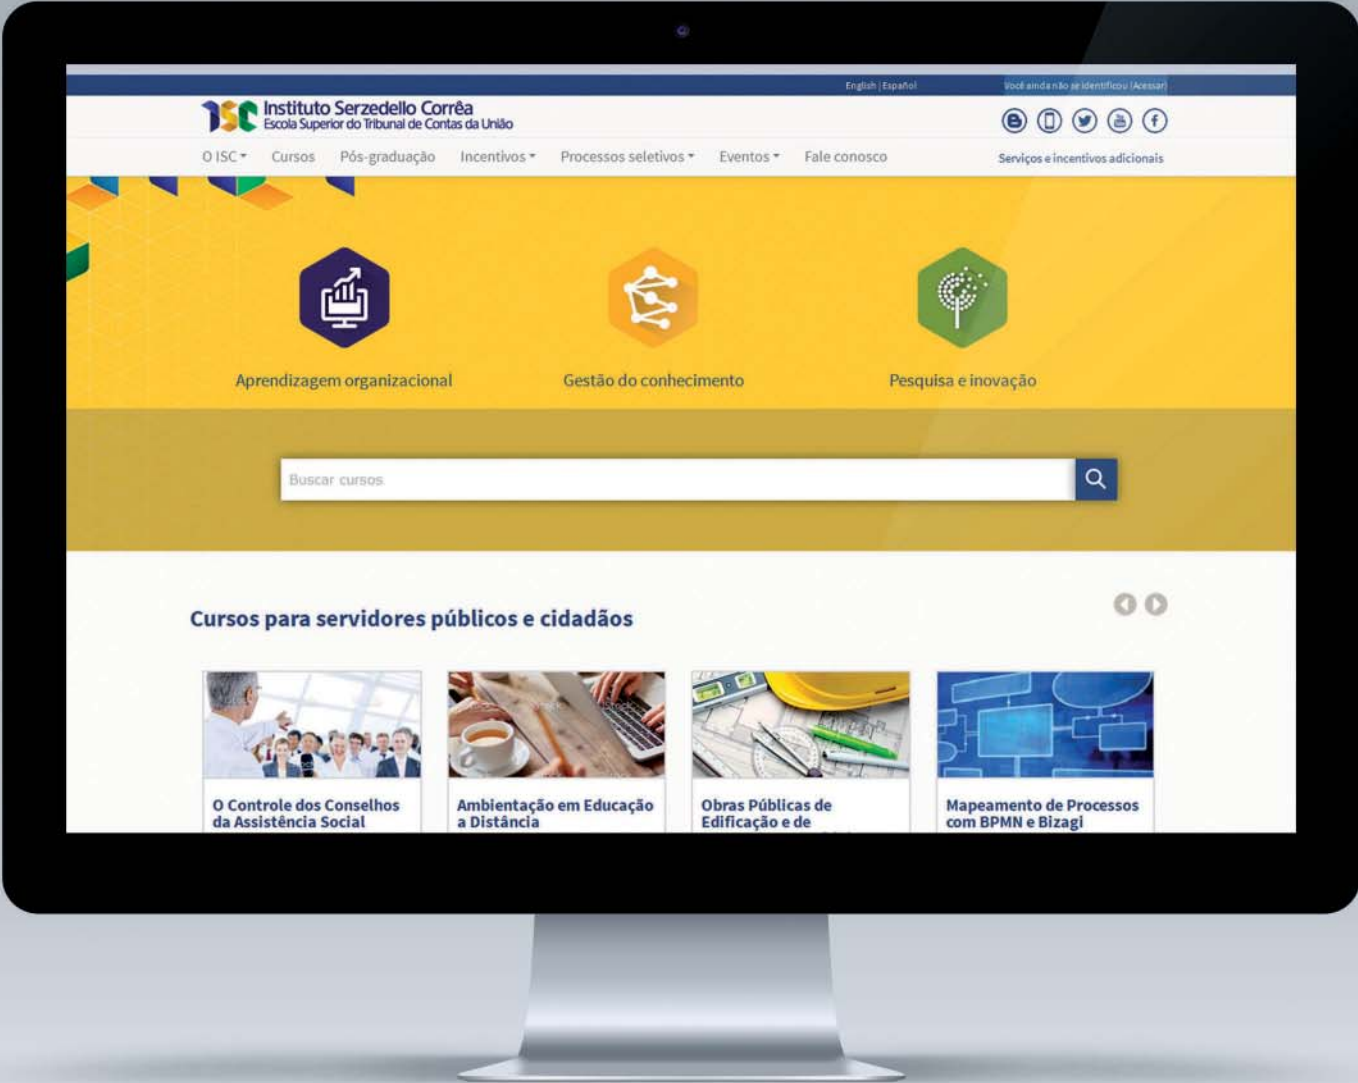 English | Español
Você ainda não se identificou (Acessar)
ISC Instituto Serzedello Corrêa
Escola Superior do Tribunal de Contas da União
O ISC Cursos Pós-graduação Incentivos Processos seletivos Eventos Fale conosco
Serviços e incentivos adicionais
Aprendizagem organizacional
Gestão do conhecimento
Pesquisa e inovação
Buscar cursos
Cursos para servidores públicos e cidadãos
O Controle dos Conselhos
da Assistência Social
Ambientação em Educação
a Distância
Obras Públicas de
Edificação e de
Mapeamento de Processos
com BPMN e Bizagi